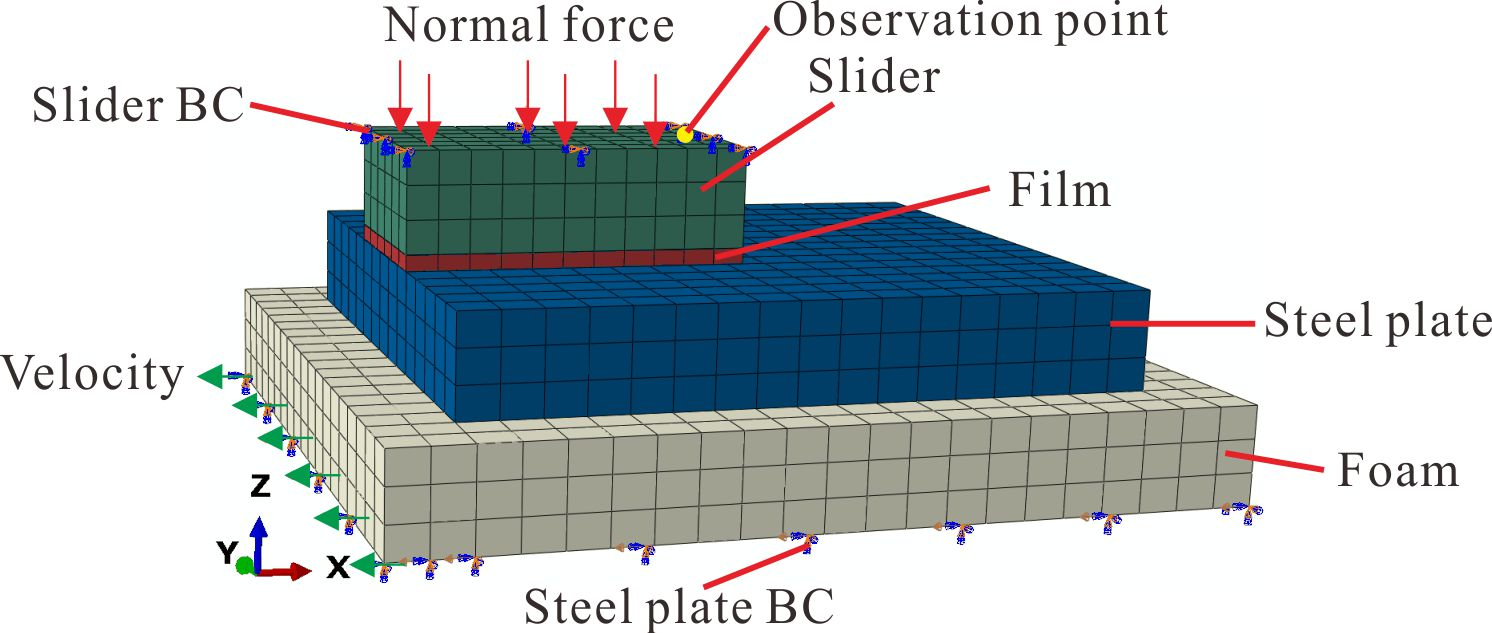 Normal force
Observation point
Slider
Slider BC
Film
Steel plate
Velocity
Foam
Z
Y
X
Steel plate BC